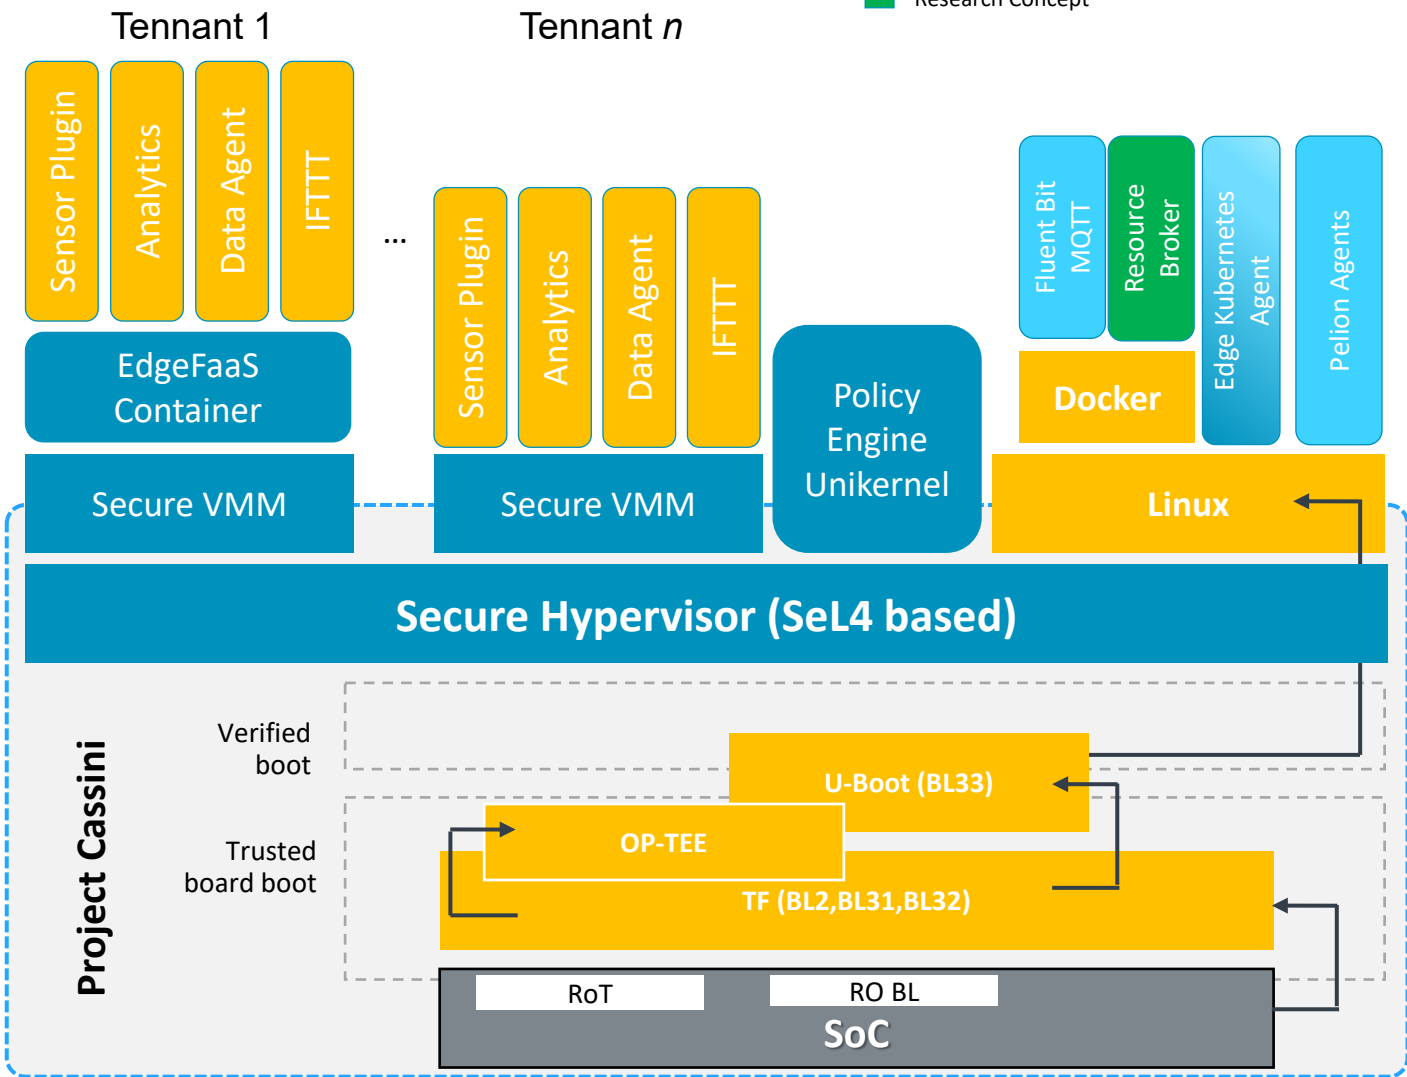 Research Concept
Tennant 1
Tennant n
Sensor Plugin
Analytics
Data Agent
IFTTT
...
Sensor Plugin
Analytics
Data Agent
IFTTT
Fluent Bit
MQTT
Resource
Broker
Edge Kubernetes
Agent
Pelion Agents
EdgeFaaS
Container
Policy
Engine
Unikernel
Docker
Secure VMM
Secure VMM
Linux
Secure Hypervisor (SeL4 based)
Project Cassini
Verified
boot
U-Boot (BL33)
Trusted
board boot
OP-TEE
TF (BL2,BL31,BL32)
RoT
RO BL
SoC